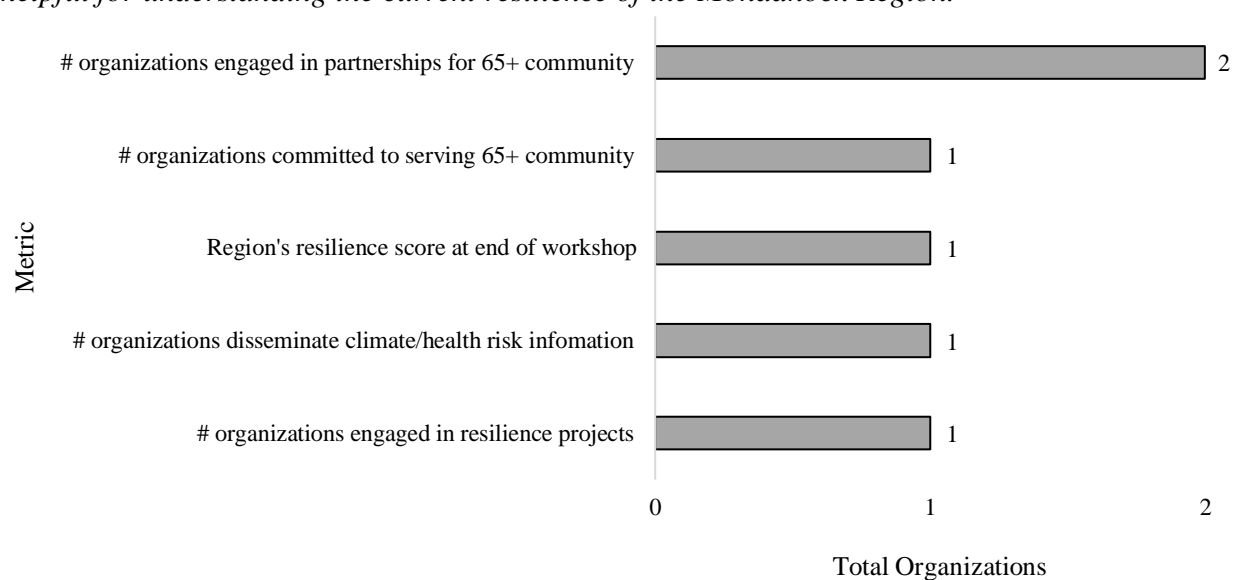 helpful for understanding the current resilience of the Monadnock Region.
# organizations engaged in partnerships for 65+ community
2
# organizations committed to serving 65+ community
1
Region's resilience score at end of workshop
1
# organizations disseminate climate/health risk infomation
1
# organizations engaged in resilience projects
1
Metric
0 1 2
Total Organizations